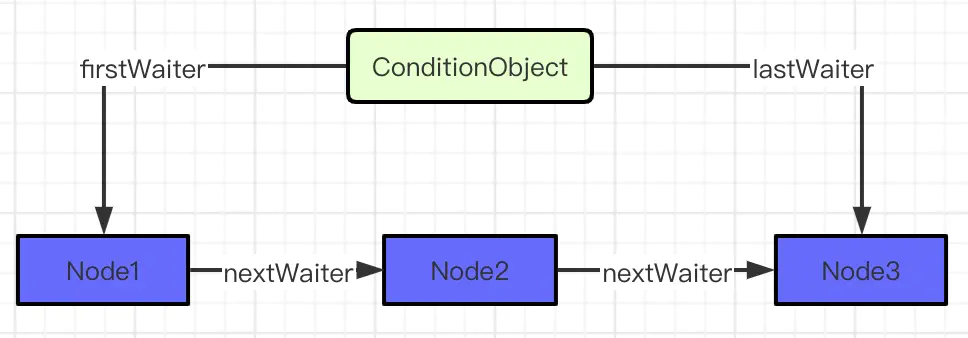 firstWaiter
ConditionObject
lastWaiter
Node1
nextWaiter
Node2
nextWaiter
Node3